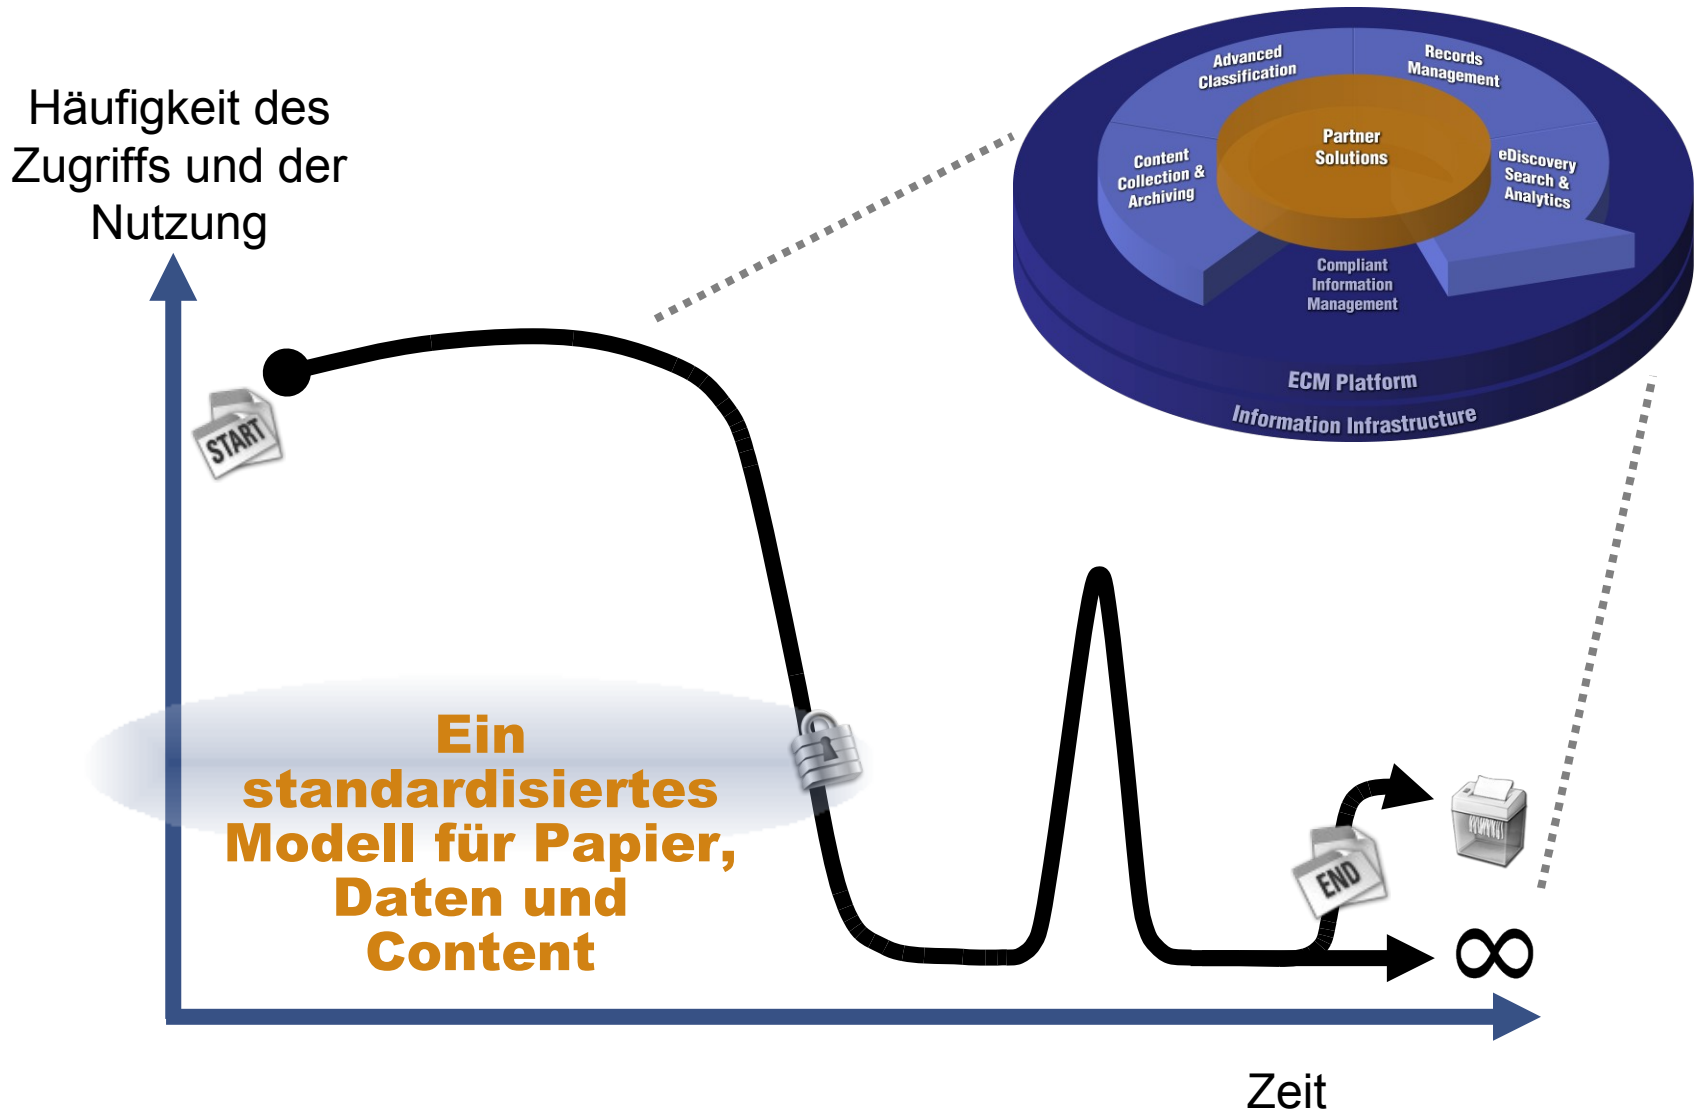 Häufigkeit des
Zugriffs und der
Nutzung
Advanced
Classification
Records
Management
Partner
Solutions
Content
Collection &
Archiving
eDiscovery
Search &
Analytics
Compliant
Information
Management
ECM Platform
Information Infrastructure
START
Ein
standardisiertes
Modell für Papier,
Daten und
Content
END
∞
Zeit